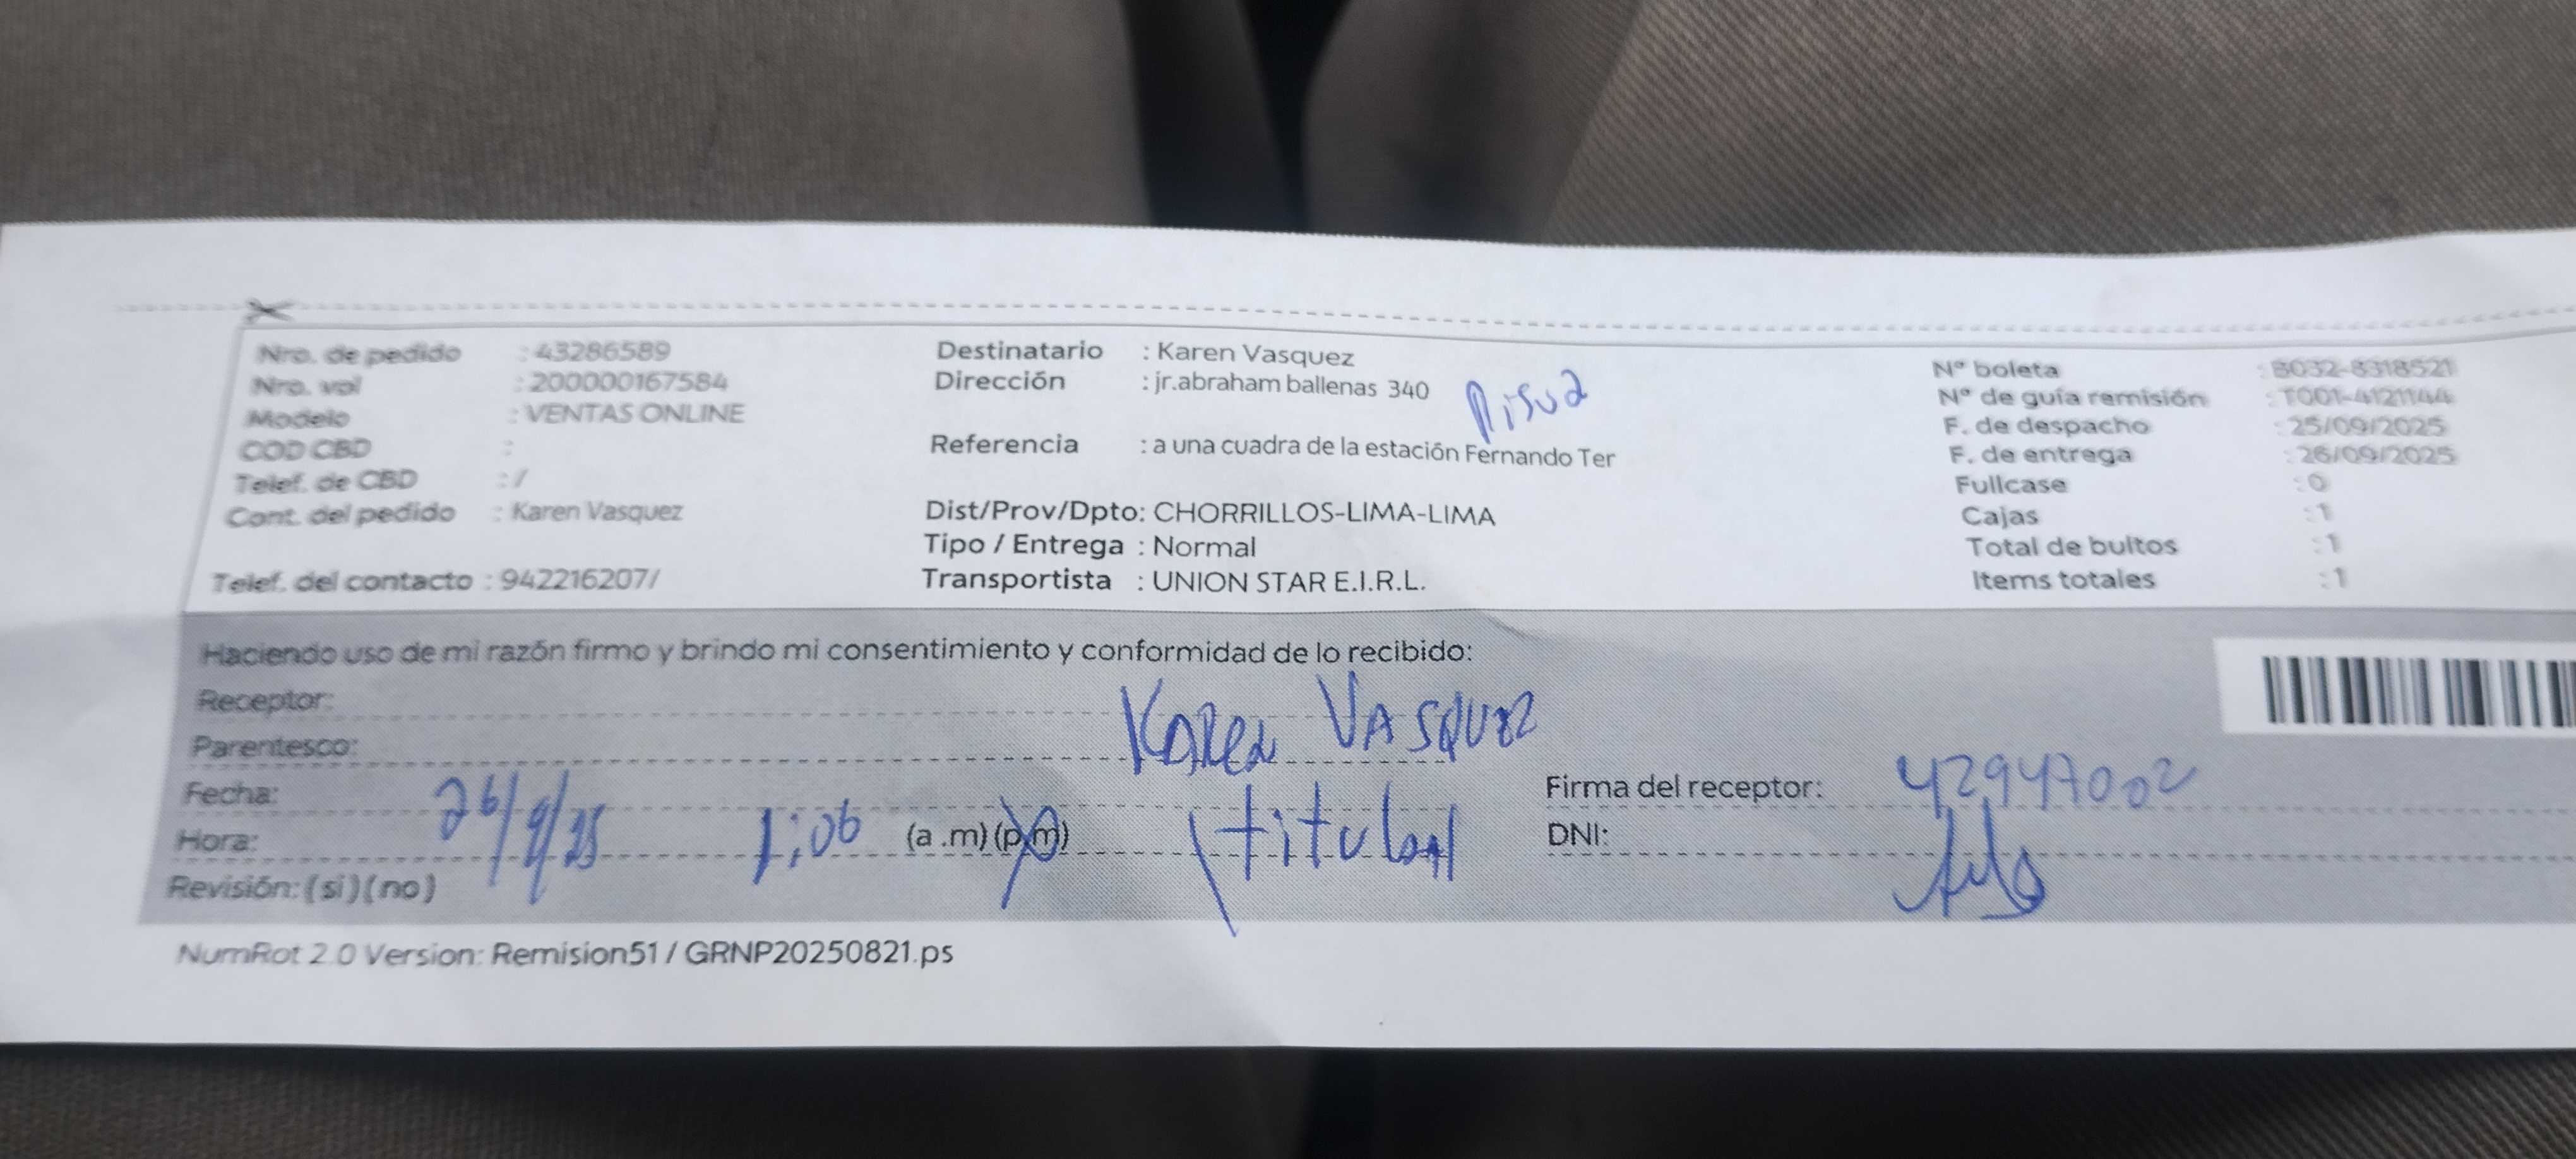 Nro. de pedido : 43286589
Nro. vol : 200000167584
Modelo : VENTAS ONLINE
COD CBD :
Telef. de CBD : /
Cont. del pedido : Karen Vasquez
Telef. del contacto : 942216207/
Destinatario : Karen Vasquez
Dirección : jr.abraham ballenas 340
Referencia : a una cuadra de la estación Fernando Ter
Dist/Prov/Dpto: CHORRILLOS-LIMA-LIMA
Tipo / Entrega : Normal
Transportista : UNION STAR E.I.R.L.
N° boleta : B032-8318521
N° de guía remisión : T001-4121144
F. de despacho : 25/09/2025
F. de entrega : 26/09/2025
Fullcase : 0
Cajas : 1
Total de bultos : 1
Items totales : 1
Haciendo uso de mi razón firmo y brindo mi consentimiento y conformidad de lo recibido:
Receptor: Karen Vasquez
Parentesco: titular
Fecha: 26/9/25
Hora: 1:06 (a .m) (p.m)
Revisión: (si) (no)
Firma del receptor:
DNI: 42947002
NumRot 2.0 Version: Remision51 / GRNP20250821.ps